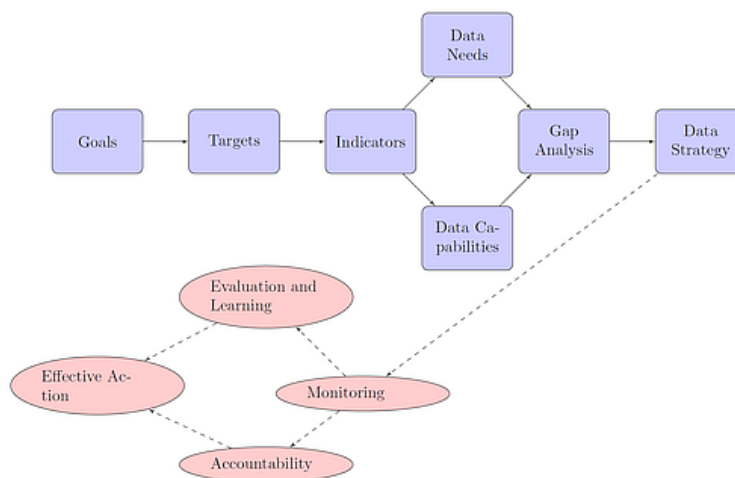 Data
Needs
Goals
Targets
Indicators
Gap
Analysis
Data
Strategy
Data Ca-
pabilities
Evaluation and
Learning
Effective Ac-
tion
Monitoring
Accountability